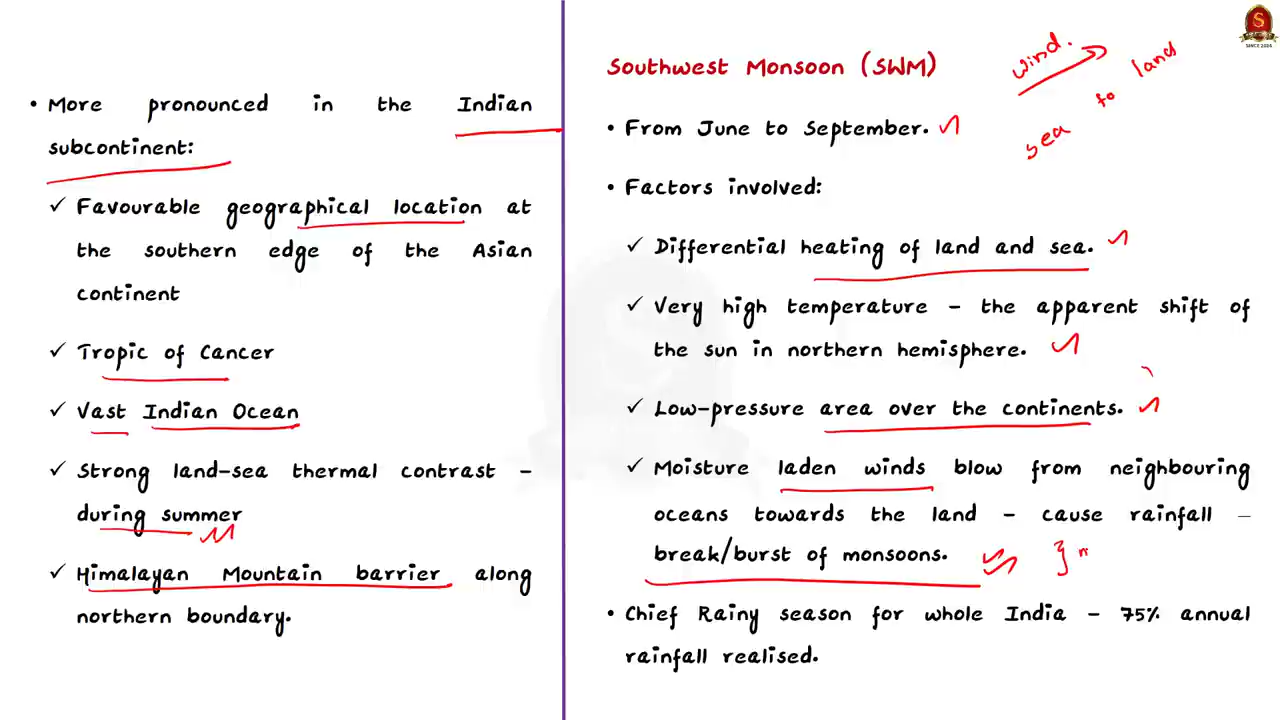 • More pronounced in the Indian
subcontinent:
✓ Favourable geographical location at
the southern edge of the Asian
continent
✓ Tropic of Cancer
✓ Vast Indian Ocean
✓ Strong land-sea thermal contrast -
during summer
✓ Himalayan Mountain barrier along
northern boundary.
Southwest Monsoon (SWM)
wind.
sea to land
• From June to September.
• Factors involved:
✓ Differential heating of land and sea.
✓ Very high temperature - the apparent shift of
the sun in northern hemisphere.
✓ Low-pressure area over the continents.
✓ Moisture laden winds blow from neighbouring
oceans towards the land - cause rainfall -
break/burst of monsoons.
• Chief Rainy season for whole India - 75% annual
rainfall realised.
S
SINCE 2004